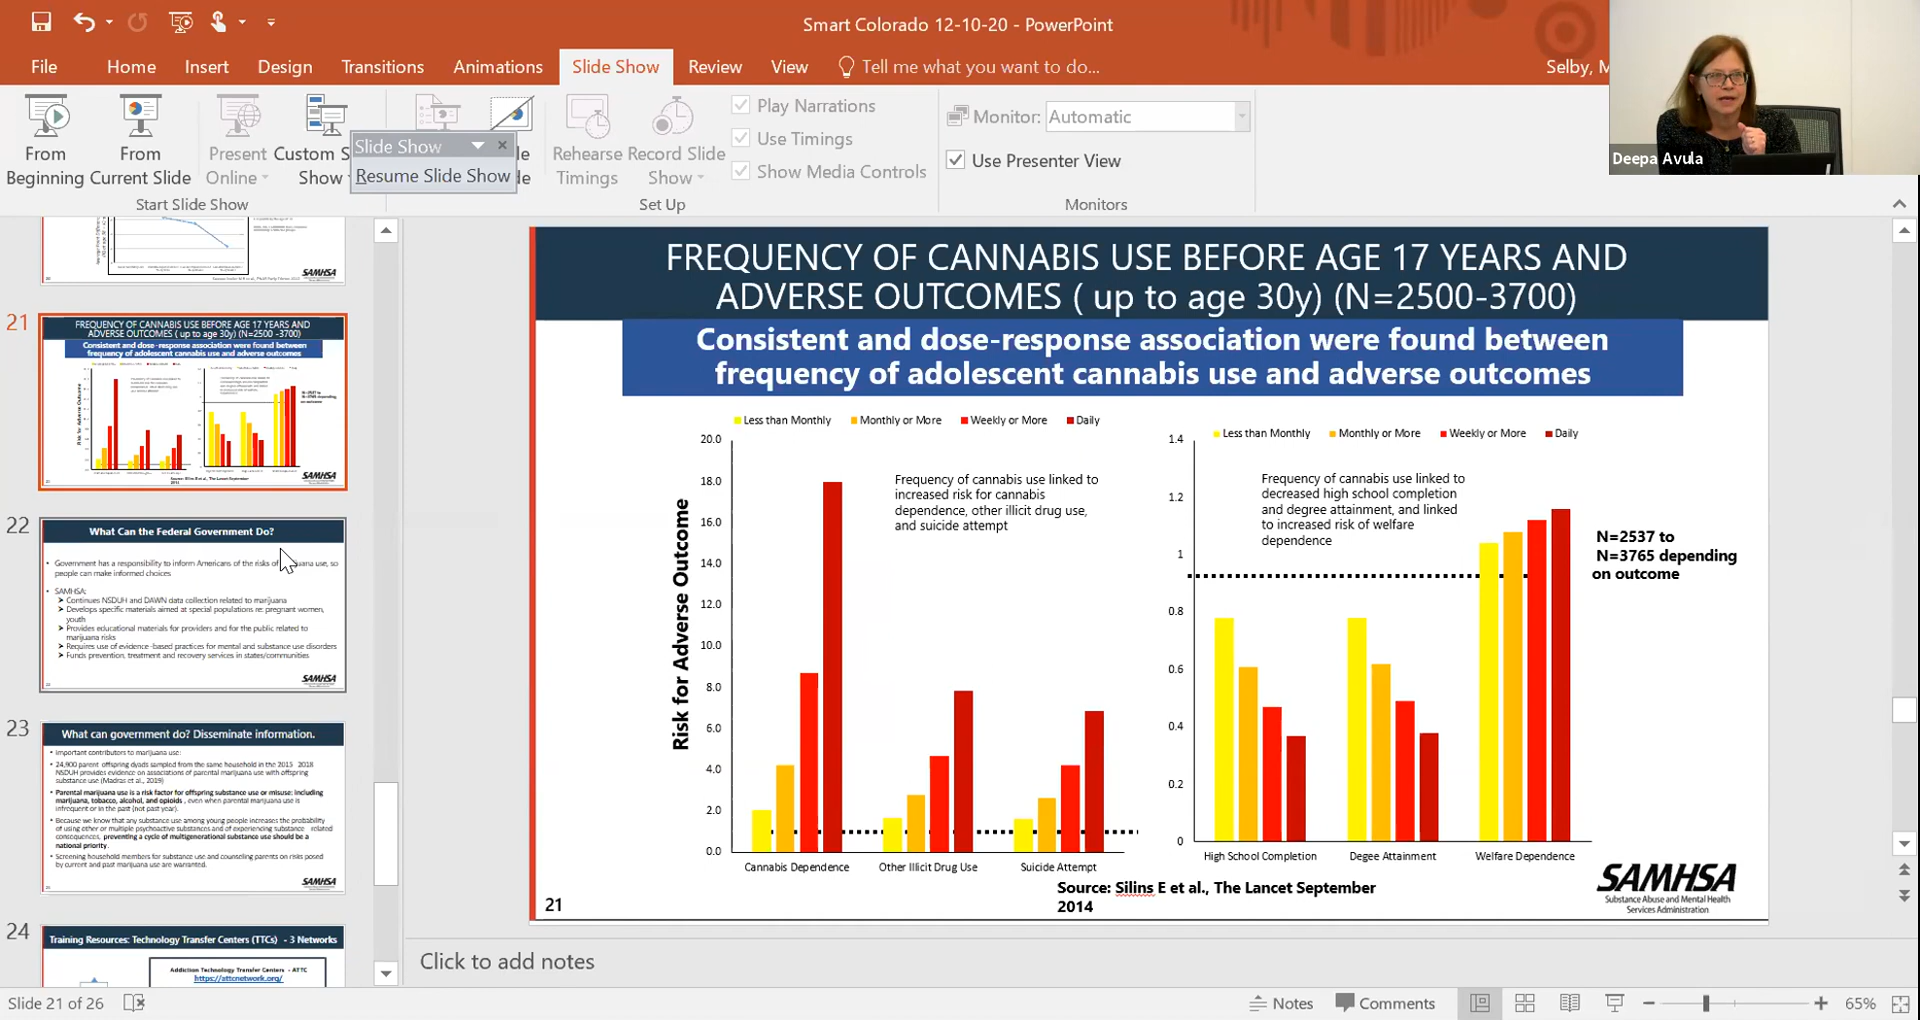 Smart Colorado 12-10-20 - PowerPoint
File Home Insert Design Transitions Animations Slide Show Review View Tell me what you want to do... Selby, M
From Beginning
From Current Slide
Present Online
Custom S
Show
Slide Show
Resume Slide Show
Rehearse Timings
Record Slide Show
Play Narrations
Use Timings
Show Media Controls
Monitor: Automatic
Use Presenter View
Start Slide Show
Set Up
Monitors
Deepa Avula
SAMHSA
21
FREQUENCY OF CANNABIS USE BEFORE AGE 17 YEARS AND
ADVERSE OUTCOMES ( up to age 30y) (N=2500 -3700)
Consistent and dose-response association were found between
frequency of adolescent cannabis use and adverse outcomes
Risk for Adverse Outcome
N=2537 to
N=3765 depending
on outcome
Source: Silins E et al., The Lancet September
2014
SAMHSA
22
What Can the Federal Government Do?
• Government has a responsibility to inform Americans of the risks of juana use, so
people can make informed choices
• SAMHSA:
➤ Continues NSDUH and DAWN data collection related to marijuana
➤ Develops specific materials aimed at special populations re: pregnant women,
youth
➤ Provides educational materials for providers and for the public related to
marijuana risks
➤ Requires use of evidence-based practices for mental and substance use disorders
➤ Funds prevention, treatment and recovery services in states/communities
SAMHSA
23
What can government do? Disseminate information.
• Important contributors to marijuana use:
• 24,900 parent offspring dyads sampled from the same household in the 2015 2018
NSDUH provides evidence on associations of parental marijuana use with offspring
substance use (Madras et al., 2019)
• Parental marijuana use is a risk factor for offspring substance use or misuse: including
marijuana, tobacco, alcohol, and opioids , even when parental marijuana use is
infrequent or in the past (not past year).
• Because we know that any substance use among young people increases the probability
of using other or multiple psychoactive substances and of experiencing substance related
consequences, preventing a cycle of multigenerational substance use should be a
national priority.
• Screening household members for substance use and counseling parents on risks posed
by current and past marijuana use are warranted.
SAMHSA
24
Training Resources: Technology Transfer Centers (TTCs) - 3 Networks
Addiction Technology Transfer Centers - ATTC
https://attcnetwork.org/
FREQUENCY OF CANNABIS USE BEFORE AGE 17 YEARS AND
ADVERSE OUTCOMES ( up to age 30y) (N=2500-3700)
Consistent and dose-response association were found between
frequency of adolescent cannabis use and adverse outcomes
Less than Monthly Monthly or More Weekly or More Daily
20.0
18.0
16.0
14.0
12.0
10.0
8.0
6.0
4.0
2.0
0.0
Risk for Adverse Outcome
Frequency of cannabis use linked to
increased risk for cannabis
dependence, other illicit drug use,
and suicide attempt
Cannabis Dependence Other Illicit Drug Use Suicide Attempt
Less than Monthly Monthly or More Weekly or More Daily
1.4
1.2
1
0.8
0.6
0.4
0.2
0
Frequency of cannabis use linked to
decreased high school completion
and degree attainment, and linked
to increased risk of welfare
dependence
High School Completion Degee Attainment Welfare Dependence
N=2537 to
N=3765 depending
on outcome
Source: Silins E et al., The Lancet September
2014
21
SAMHSA
Substance Abuse and Mental Health
Services Administration
Click to add notes
Slide 21 of 26
Notes Comments 65%